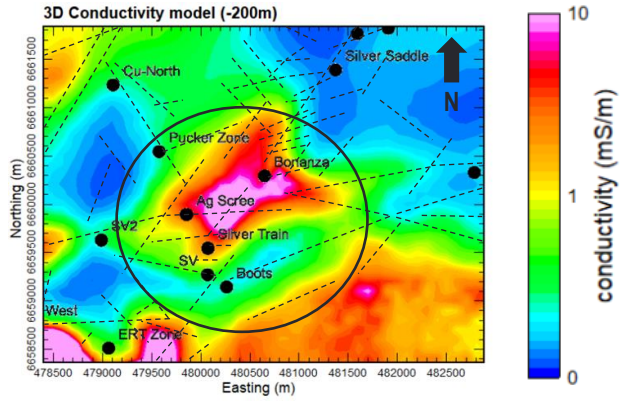 3D Conductivity model (-200m)
10
Silver Saddle
Cu-North
N
Pucker Zone
Bonanza
Ag Scree
1
SV2
Silver Train
SV
Boots
West
ERT Zone
0
6661500
6661000
6660500
6660000
6659500
6659000
6658500
Northing (m)
478500 479000 479500 480000 480500 481000 481500 482000 482500
Easting (m)
conductivity (mS/m)